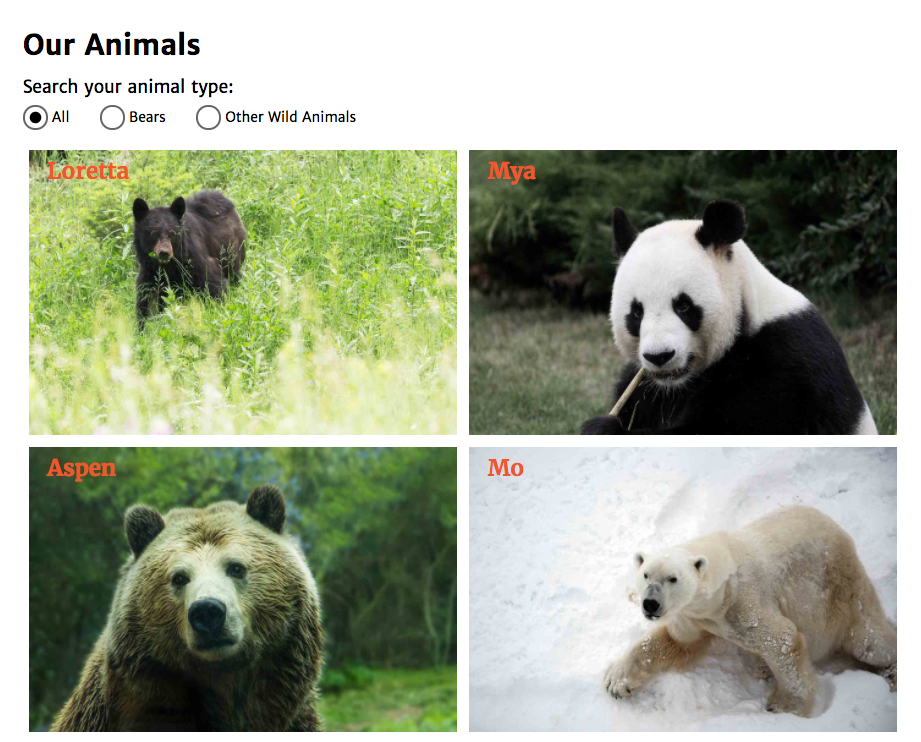 Our Animals
Search your animal type:
All Bears Other Wild Animals
Loretta
Mya
Aspen
Mo